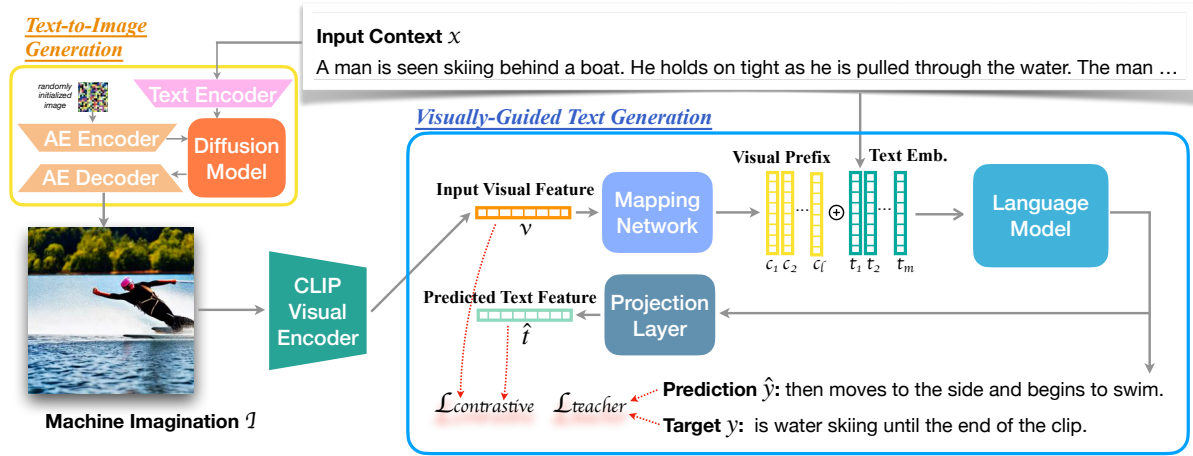 Text-to-Image
Generation
Input Context x
A man is seen skiing behind a boat. He holds on tight as he is pulled through the water. The man …
randomly
initialized
image
Text Encoder
AE Encoder
Diffusion
Model
AE Decoder
Visually-Guided Text Generation
Visual Prefix
Text Emb.
Input Visual Feature
v
Mapping
Network
...
⊕
...
Language
Model
c₁ c₂ c_l t₁ t₂ t_m
CLIP
Visual
Encoder
Predicted Text Feature
t̂
Projection
Layer
ℒcontrastive
ℒteacher
Prediction ŷ: then moves to the side and begins to swim.
Target y: is water skiing until the end of the clip.
Machine Imagination ℐ